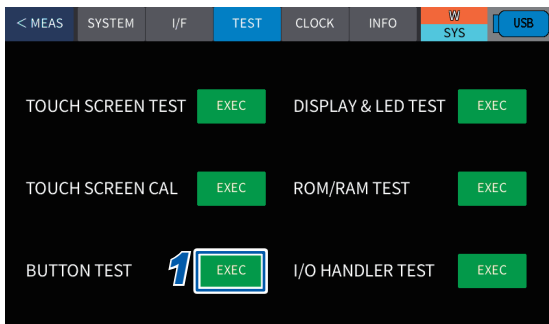 < MEAS SYSTEM I/F TEST CLOCK INFO W SYS USB
TOUCH SCREEN TEST EXEC DISPLAY & LED TEST EXEC
TOUCH SCREEN CAL EXEC ROM/RAM TEST EXEC
BUTTON TEST 1 EXEC I/O HANDLER TEST EXEC